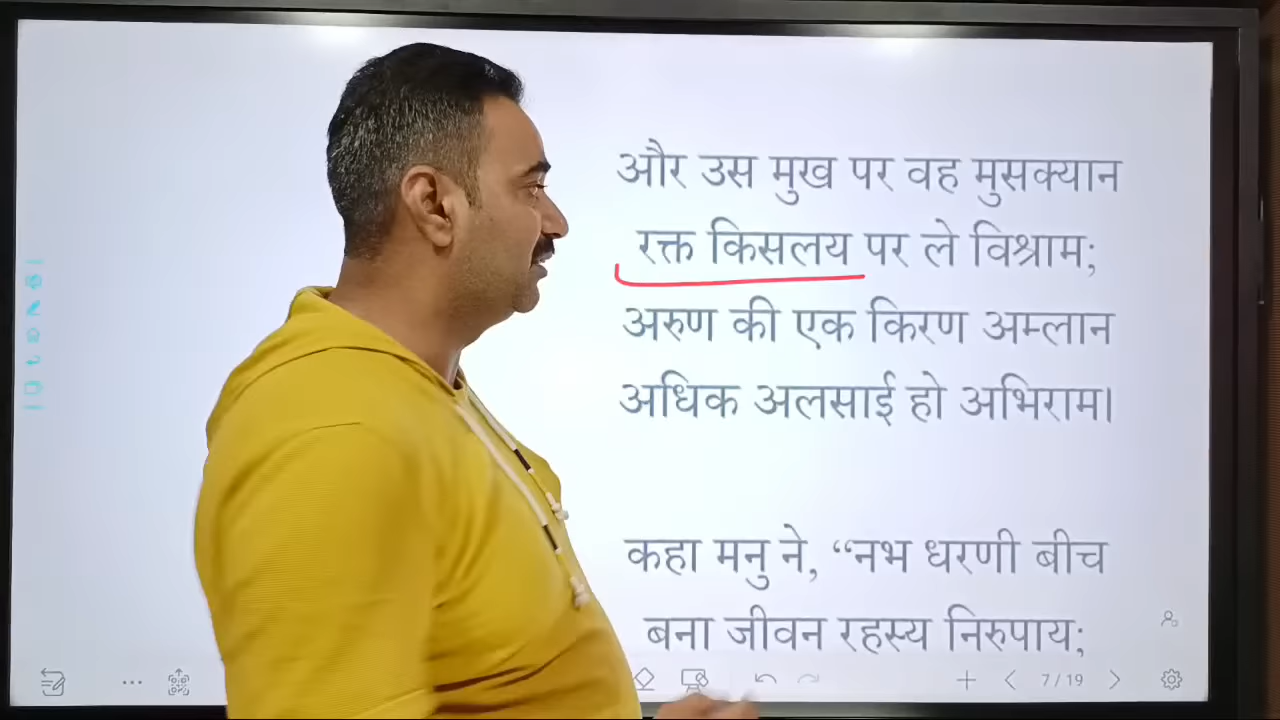 और उस मुख पर वह मुसक्यान
रक्त किसलय पर ले विश्राम;
अरुण की एक किरण अम्लान
अधिक अलसाई हो अभिराम।
कहा मनु ने, “नभ धरणी बीच
बना जीवन रहस्य निरुपाय;
7/19